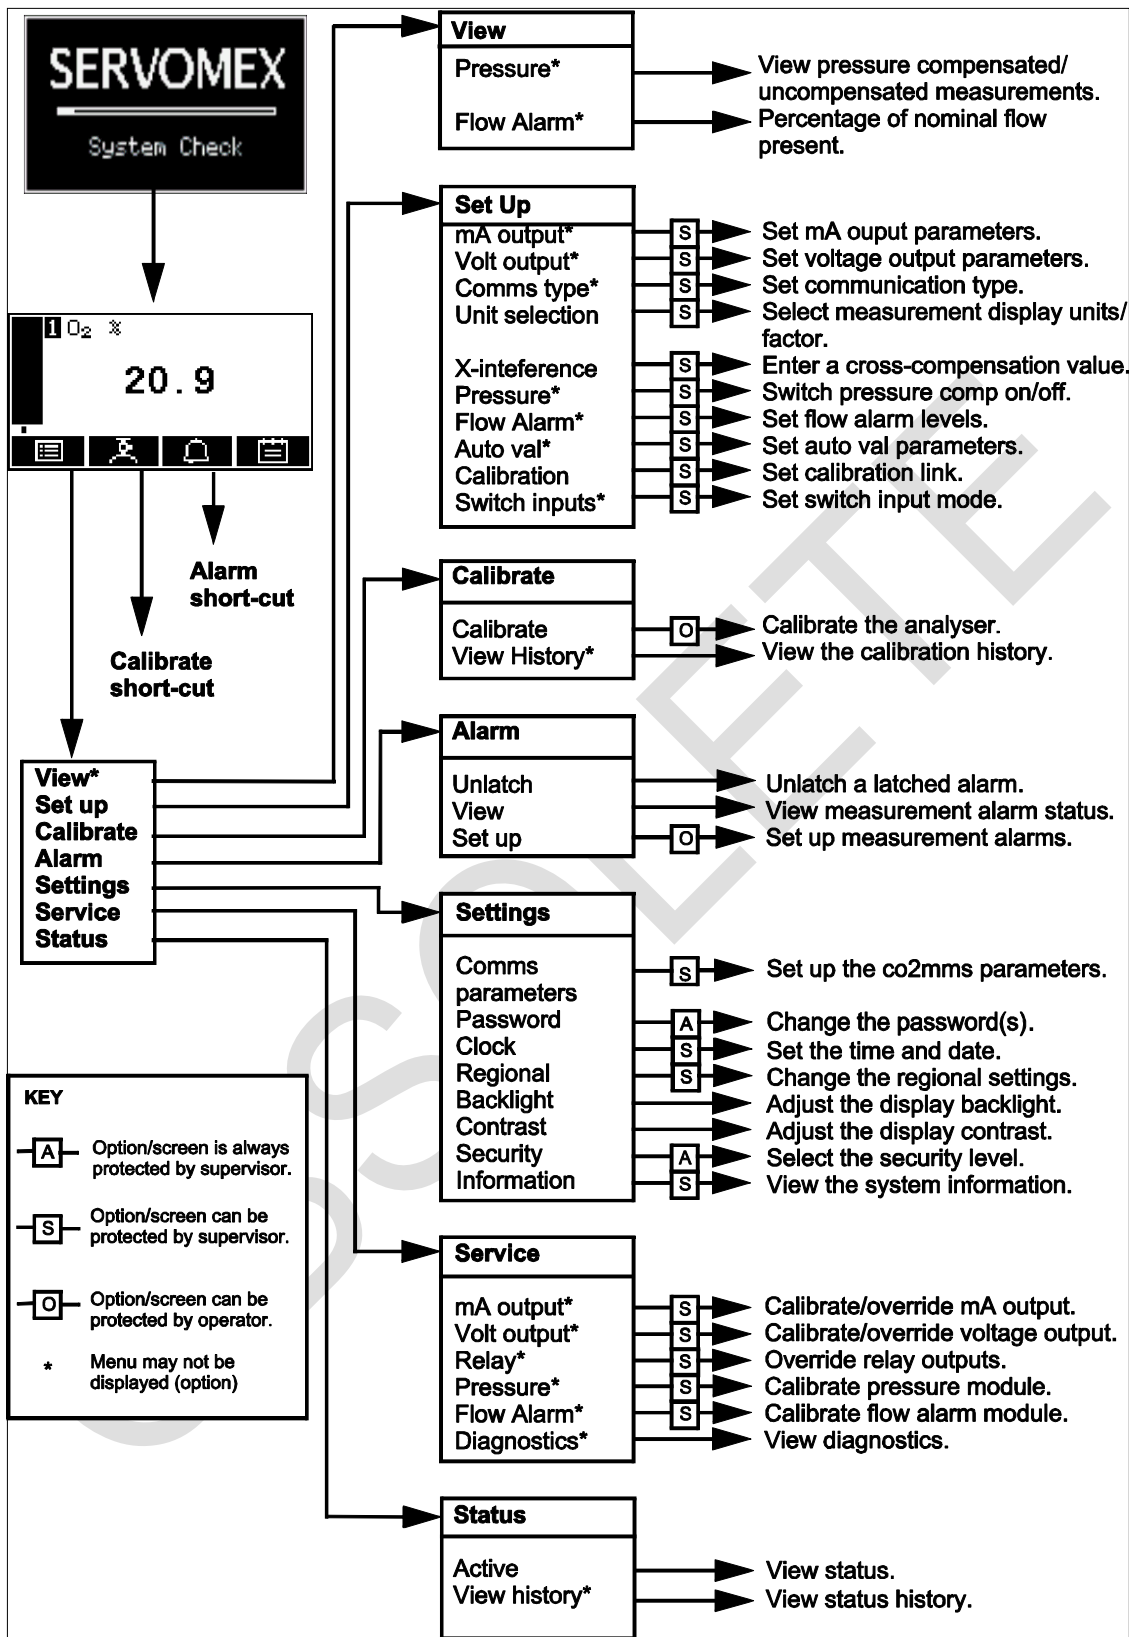 SERVOMEX
System Check
1 O2 %
20.9
Alarm
short-cut
Calibrate
short-cut
View*
Set up
Calibrate
Alarm
Settings
Service
Status
KEY
A Option/screen is always
protected by supervisor.
S Option/screen can be
protected by supervisor.
O Option/screen can be
protected by operator.
* Menu may not be
displayed (option)
View
Pressure* View pressure compensated/
uncompensated measurements.
Flow Alarm* Percentage of nominal flow
present.
Set Up
mA output* S Set mA ouput parameters.
Volt output* S Set voltage output parameters.
Comms type* S Set communication type.
Unit selection S Select measurement display units/
factor.
X-inteference S Enter a cross-compensation value.
Pressure* S Switch pressure comp on/off.
Flow Alarm* S Set flow alarm levels.
Auto val* S Set auto val parameters.
Calibration S Set calibration link.
Switch inputs* S Set switch input mode.
Calibrate
Calibrate O Calibrate the analyser.
View History* View the calibration history.
Alarm
Unlatch Unlatch a latched alarm.
View View measurement alarm status.
Set up O Set up measurement alarms.
Settings
Comms S Set up the co2mms parameters.
parameters
Password A Change the password(s).
Clock S Set the time and date.
Regional S Change the regional settings.
Backlight Adjust the display backlight.
Contrast Adjust the display contrast.
Security A Select the security level.
Information S View the system information.
Service
mA output* S Calibrate/override mA output.
Volt output* S Calibrate/override voltage output.
Relay* S Override relay outputs.
Pressure* S Calibrate pressure module.
Flow Alarm* S Calibrate flow alarm module.
Diagnostics* View diagnostics.
Status
Active View status.
View history* View status history.
OBSOLETE